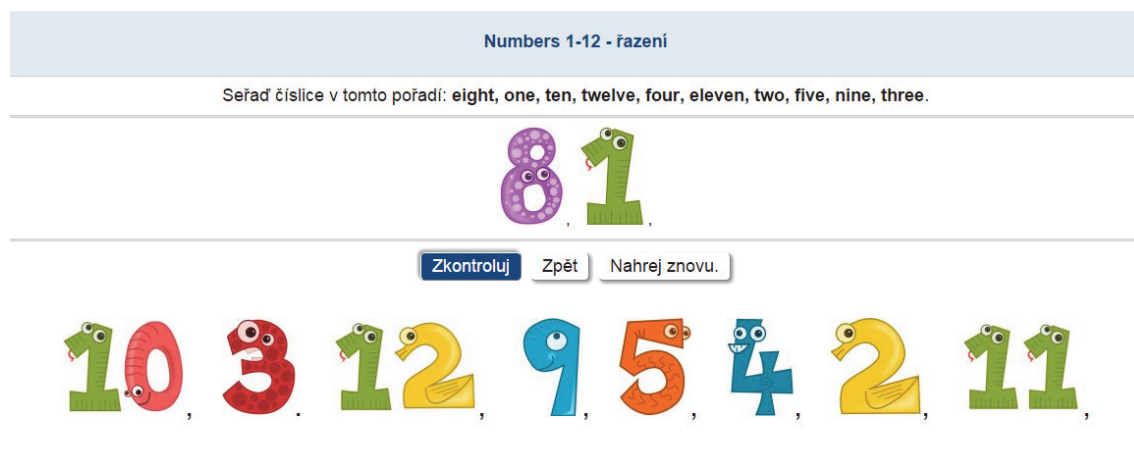 Numbers 1-12 - řazení
Seřaď číslice v tomto pořadí: eight, one, ten, twelve, four, eleven, two, five, nine, three.
8, 1,
Zkontroluj Zpět Nahrej znovu.
10, 3. 12, 9, 5, 4, 2, 11,